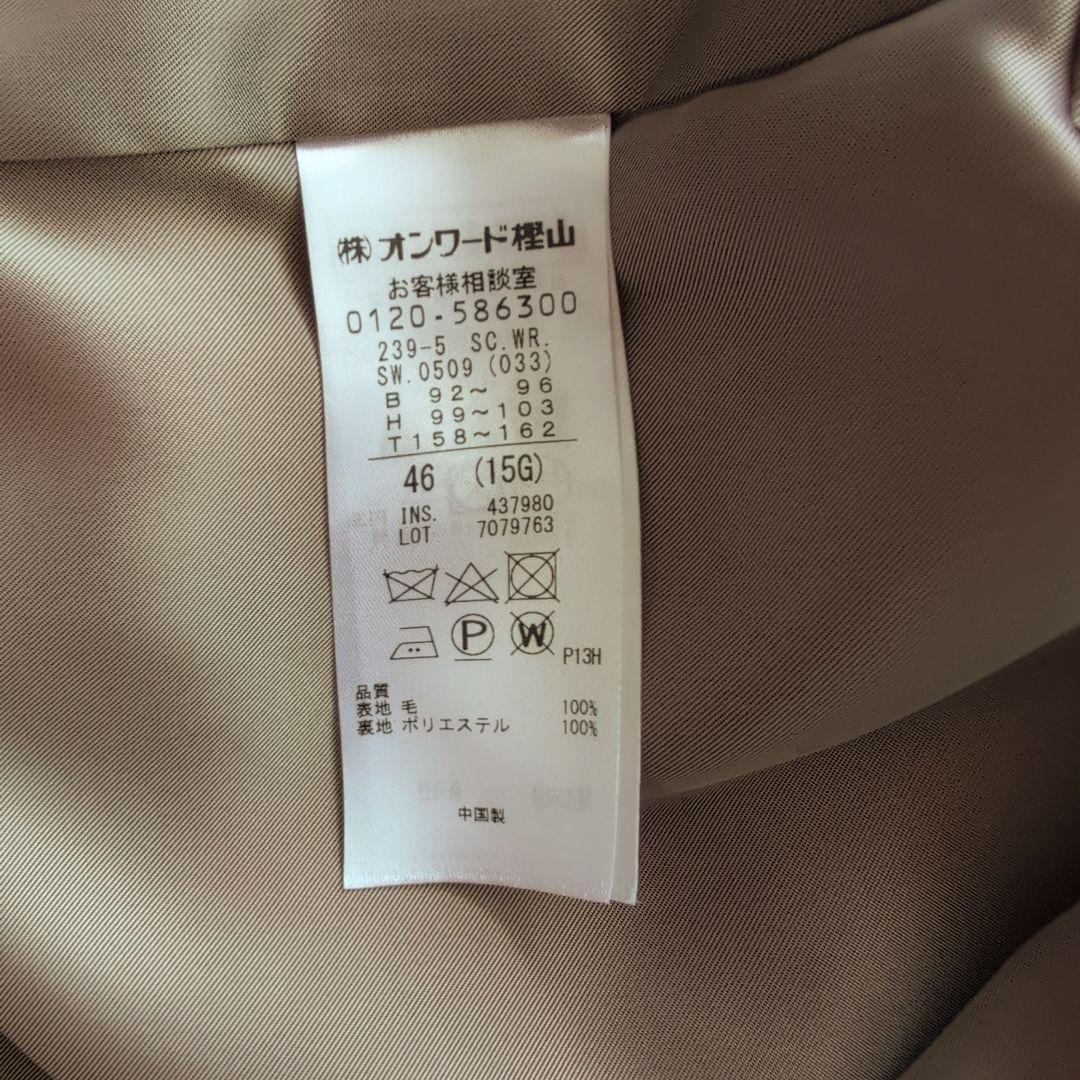 ㈱オンワード樫山
お客様相談室
0120-586300
239-5 SC.WR.
SW.0509 (033)
B 92～ 96
H 99～103
T158～162
46 (15G)
INS. 437980
LOT 7079763
P W P13H
品質
表地 毛 100%
裏地 ポリエステル 100%
中国製